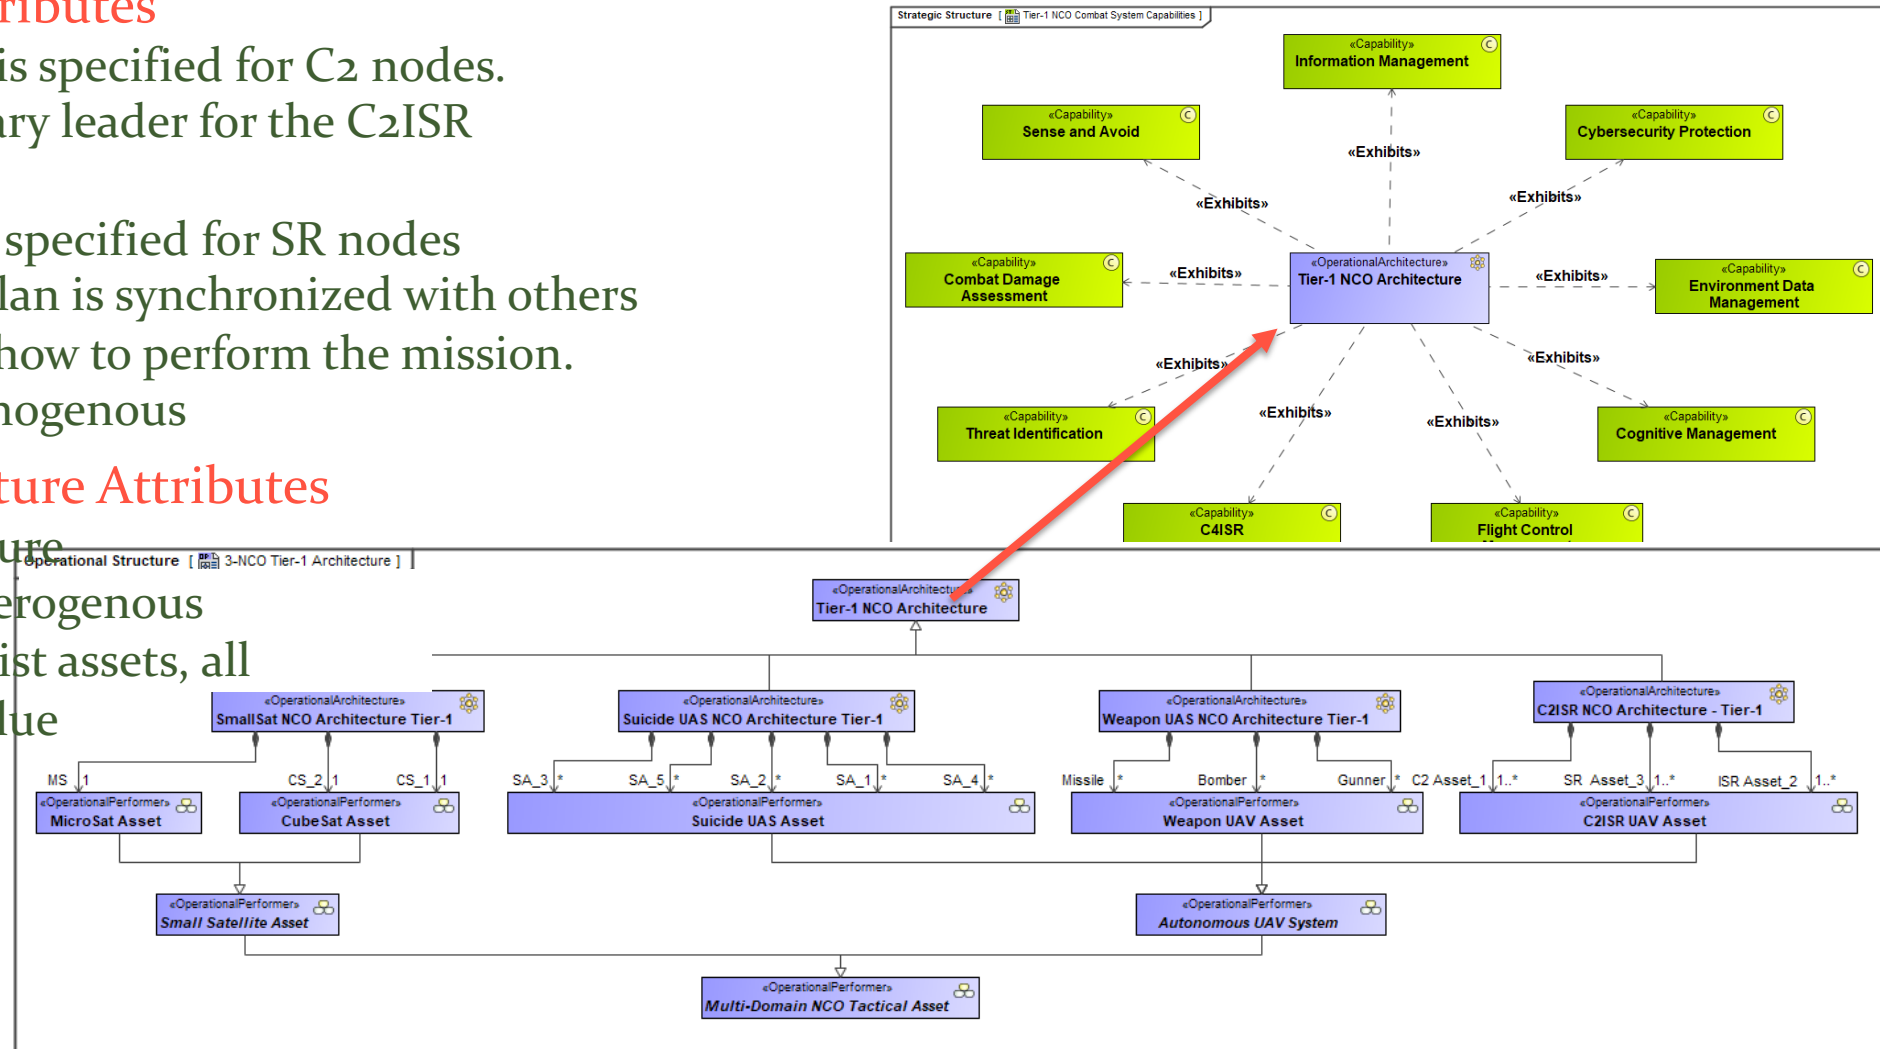 ributes
is specified for C2 nodes.
ary leader for the C2ISR
specified for SR nodes
lan is synchronized with others
how to perform the mission.
nogenous
ture Attributes
ure
erogenous
ist assets, all
lue
Strategic Structure [ Tier-1 NCO Combat System Capabilities ]
«Capability»
Information Management
«Capability»
Sense and Avoid
«Capability»
Cybersecurity Protection
«Exhibits»
«Exhibits»
«Exhibits»
«Capability»
Combat Damage
Assessment
«Exhibits»
«OperationalArchitecture»
Tier-1 NCO Architecture
«Exhibits»
«Capability»
Environment Data
Management
«Exhibits»
«Exhibits»
«Exhibits»
«Exhibits»
«Capability»
Threat Identification
«Capability»
Cognitive Management
«Capability»
C4ISR
«Capability»
Flight Control
Operational Structure [ 3-NCO Tier-1 Architecture ]
«OperationalArchitecture»
Tier-1 NCO Architecture
«OperationalArchitecture»
SmallSat NCO Architecture Tier-1
«OperationalArchitecture»
Suicide UAS NCO Architecture Tier-1
«OperationalArchitecture»
Weapon UAS NCO Architecture Tier-1
«OperationalArchitecture»
C2ISR NCO Architecture - Tier-1
MS 1 CS_2 1 CS_1 1
SA_3 * SA_5 * SA_2 * SA_1 * SA_4 *
Missile * Bomber * Gunner *
C2 Asset_1 1..* SR Asset_3 1..* ISR Asset_2 1..*
«OperationalPerformer»
MicroSat Asset
«OperationalPerformer»
CubeSat Asset
«OperationalPerformer»
Suicide UAS Asset
«OperationalPerformer»
Weapon UAV Asset
«OperationalPerformer»
C2ISR UAV Asset
«OperationalPerformer»
Small Satellite Asset
«OperationalPerformer»
Autonomous UAV System
«OperationalPerformer»
Multi-Domain NCO Tactical Asset